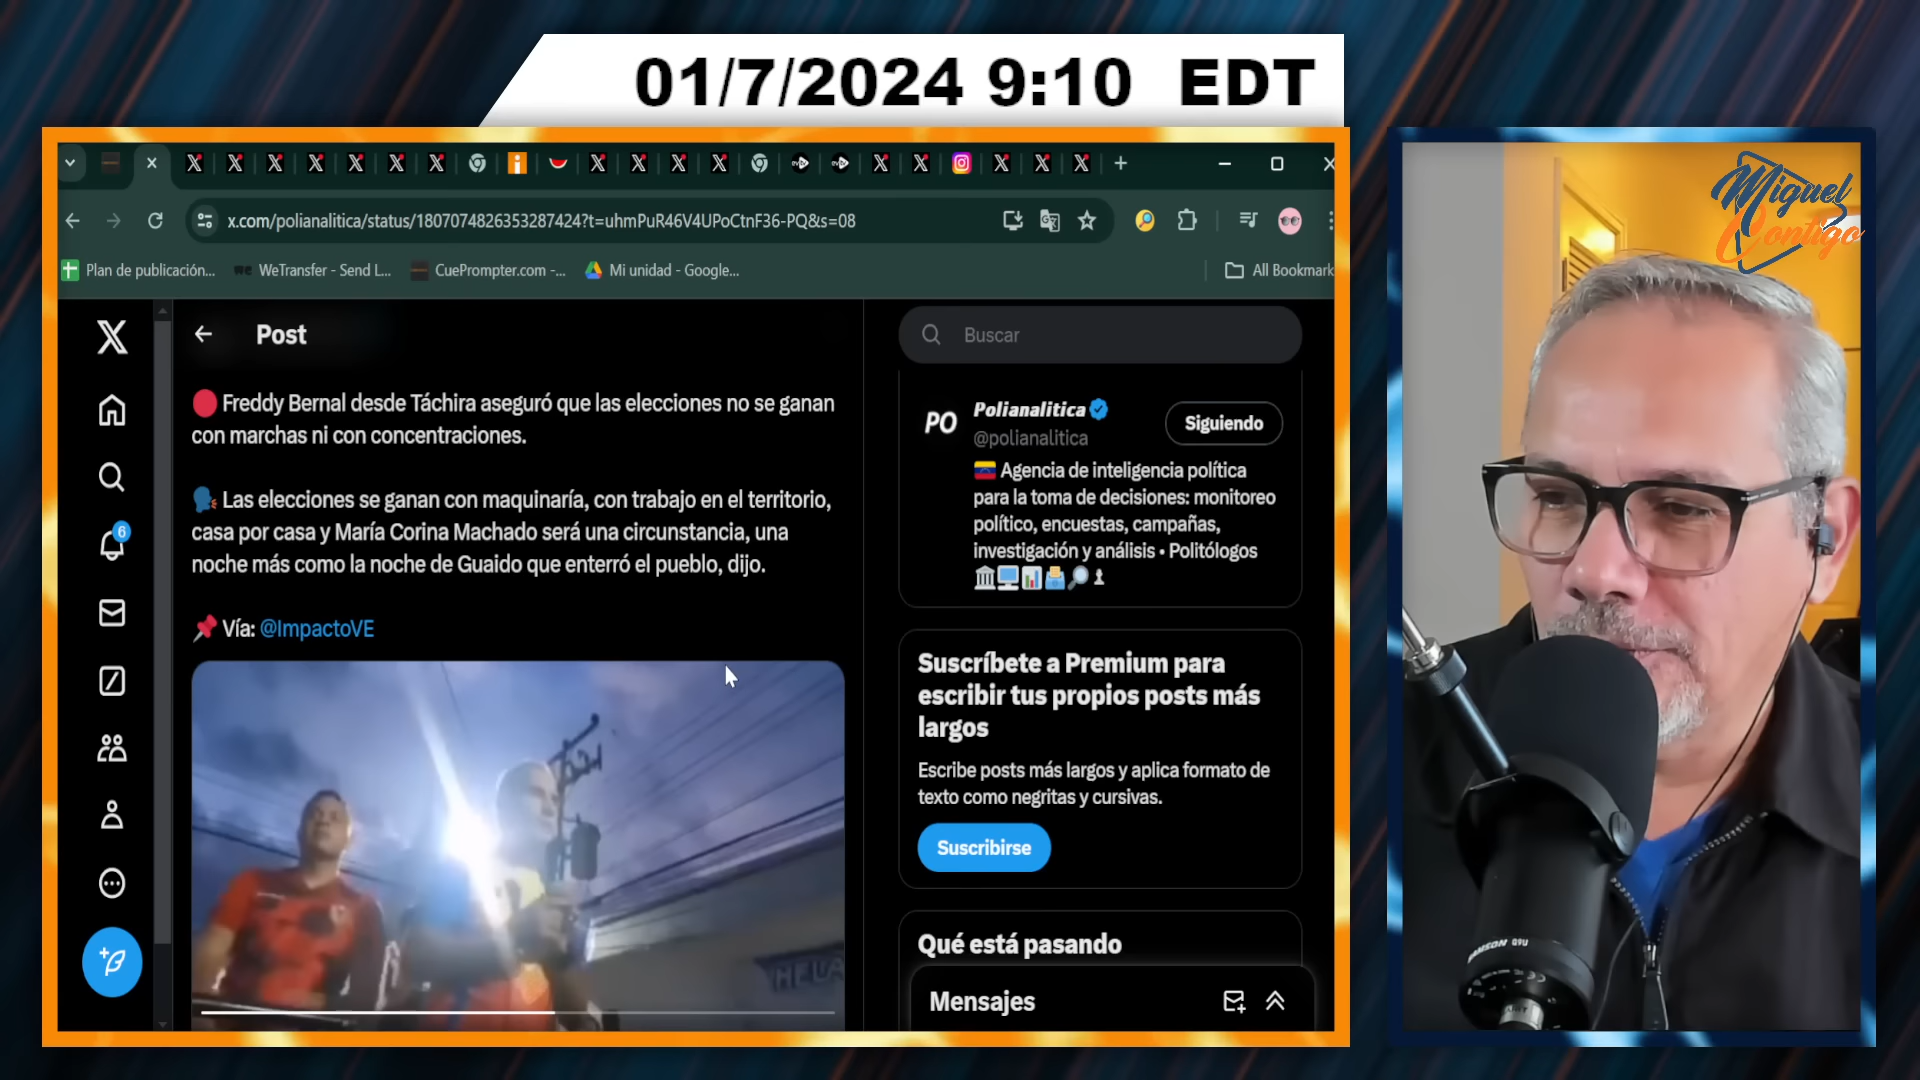 01/7/2024 9:10 EDT
Miguel
Contigo
x.com/polianalitica/status/1807074826353287424?t=uhmPuR46V4UPoCtnF36-PQ&s=08
Plan de publicación...
WeTransfer - Send L...
CuePrompter.com -...
Mi unidad - Google...
All Bookmark
Post
🔴 Freddy Bernal desde Táchira aseguró que las elecciones no se ganan
con marchas ni con concentraciones.
🗣️ Las elecciones se ganan con maquinaría, con trabajo en el territorio,
casa por casa y María Corina Machado será una circunstancia, una
noche más como la noche de Guaido que enterró el pueblo, dijo.
📌 Vía: @ImpactoVE
6
Buscar
PO
Polianalitica
@polianalitica
Siguiendo
🇻🇪 Agencia de inteligencia política
para la toma de decisiones: monitoreo
político, encuestas, campañas,
investigación y análisis • Politólogos
Suscríbete a Premium para
escribir tus propios posts más
largos
Escribe posts más largos y aplica formato de
texto como negritas y cursivas.
Suscribirse
Qué está pasando
Mensajes